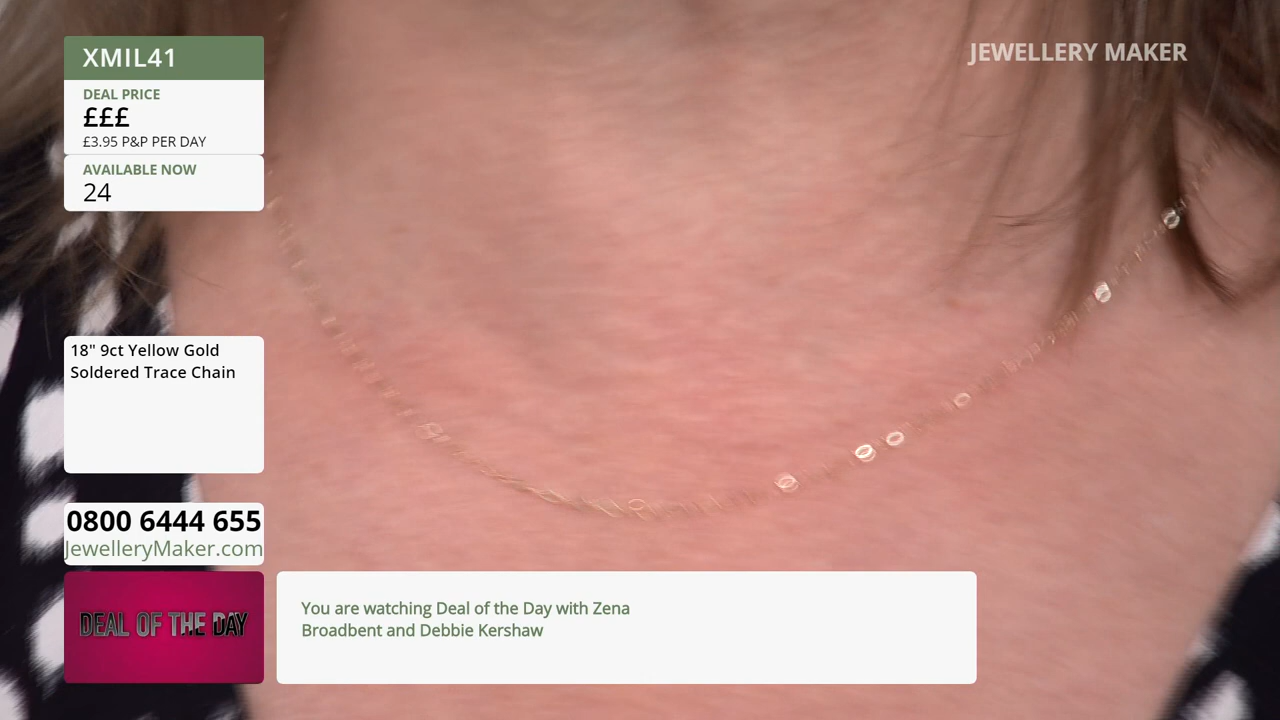 XMIL41
DEAL PRICE
£££
£3.95 P&P PER DAY
AVAILABLE NOW
24
JEWELLERY MAKER
18" 9ct Yellow Gold
Soldered Trace Chain
0800 6444 655
JewelleryMaker.com
DEAL OF THE DAY
You are watching Deal of the Day with Zena
Broadbent and Debbie Kershaw